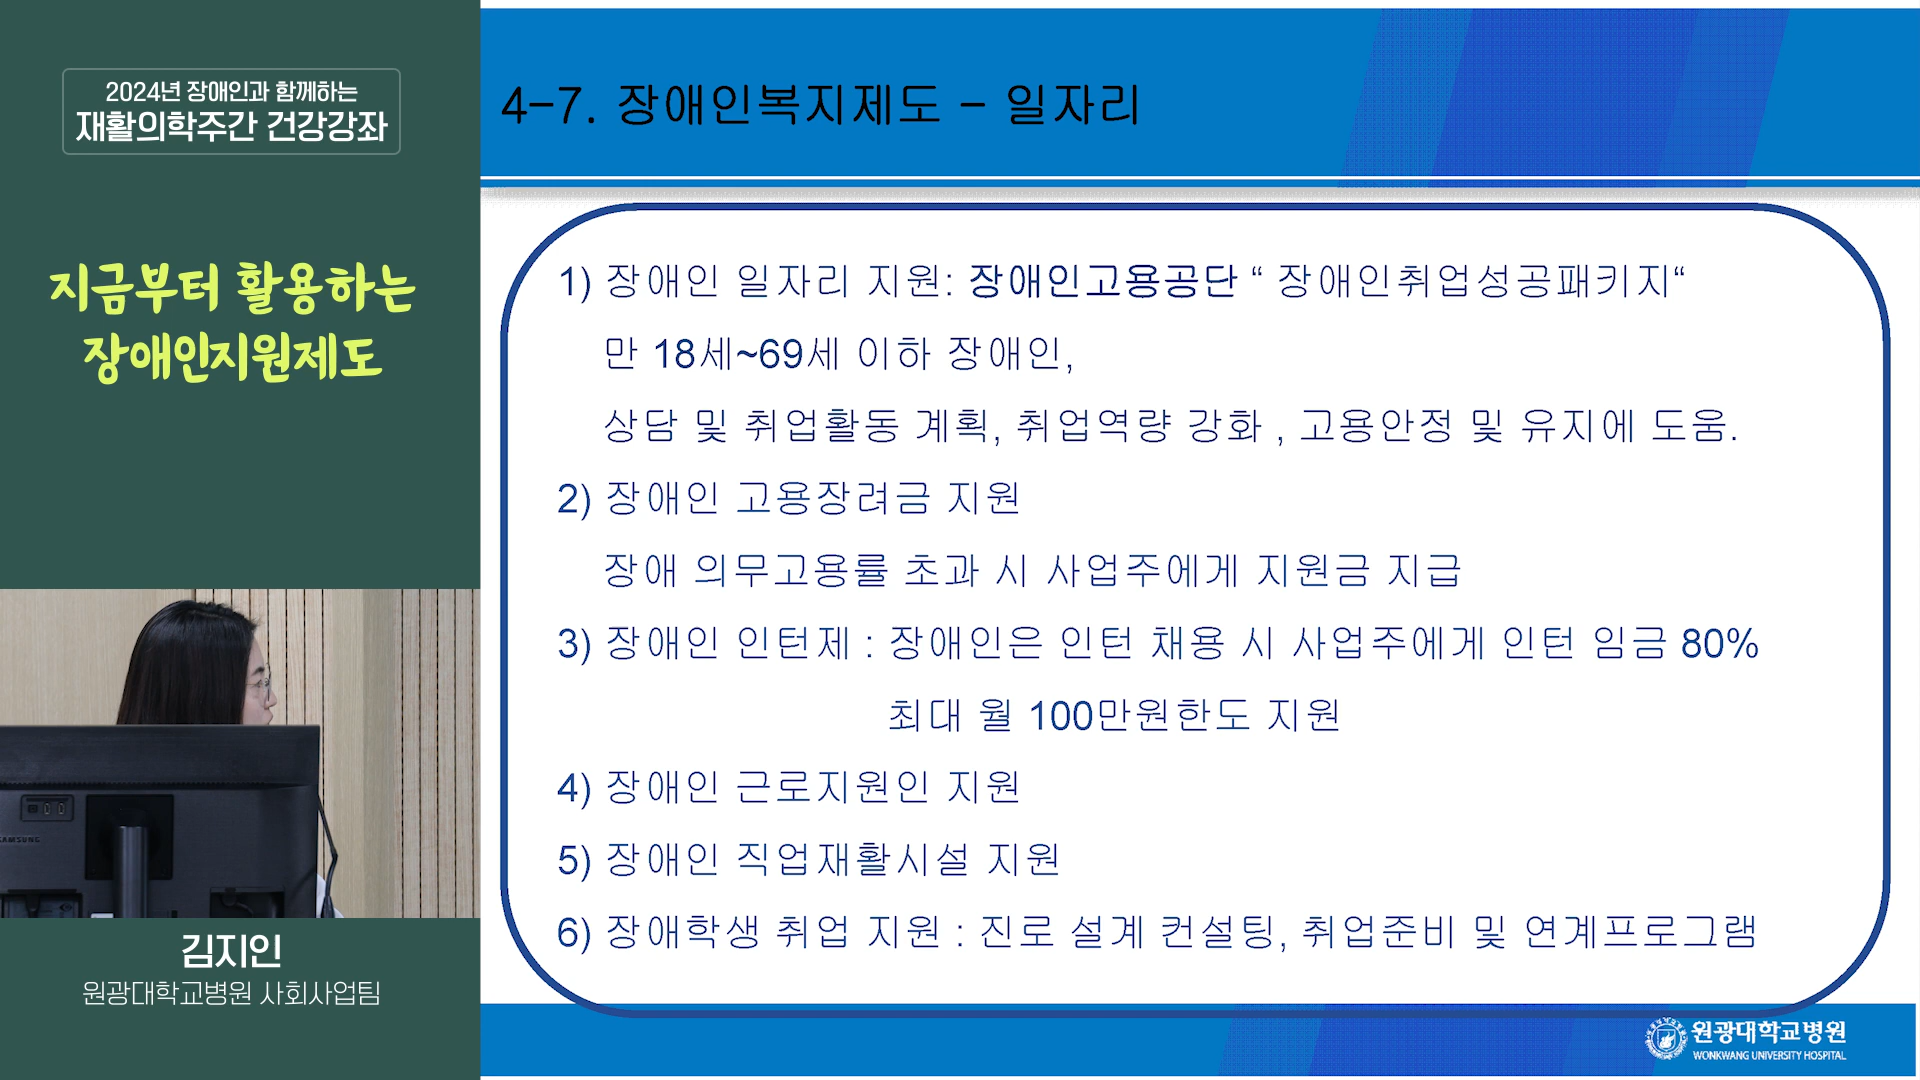 2024년 장애인과 함께하는
재활의학주간 건강강좌
지금부터 활용하는
장애인지원제도
SAMSUNG
김지인
원광대학교병원 사회사업팀
4-7. 장애인복지제도 - 일자리
1) 장애인 일자리 지원: 장애인고용공단 “ 장애인취업성공패키지“
만 18세~69세 이하 장애인,
상담 및 취업활동 계획, 취업역량 강화 , 고용안정 및 유지에 도움.
2) 장애인 고용장려금 지원
장애 의무고용률 초과 시 사업주에게 지원금 지급
3) 장애인 인턴제 : 장애인은 인턴 채용 시 사업주에게 인턴 임금 80%
최대 월 100만원한도 지원
4) 장애인 근로지원인 지원
5) 장애인 직업재활시설 지원
6) 장애학생 취업 지원 : 진로 설계 컨설팅, 취업준비 및 연계프로그램
원광대학교병원
WONKWANG UNIVERSITY HOSPITAL